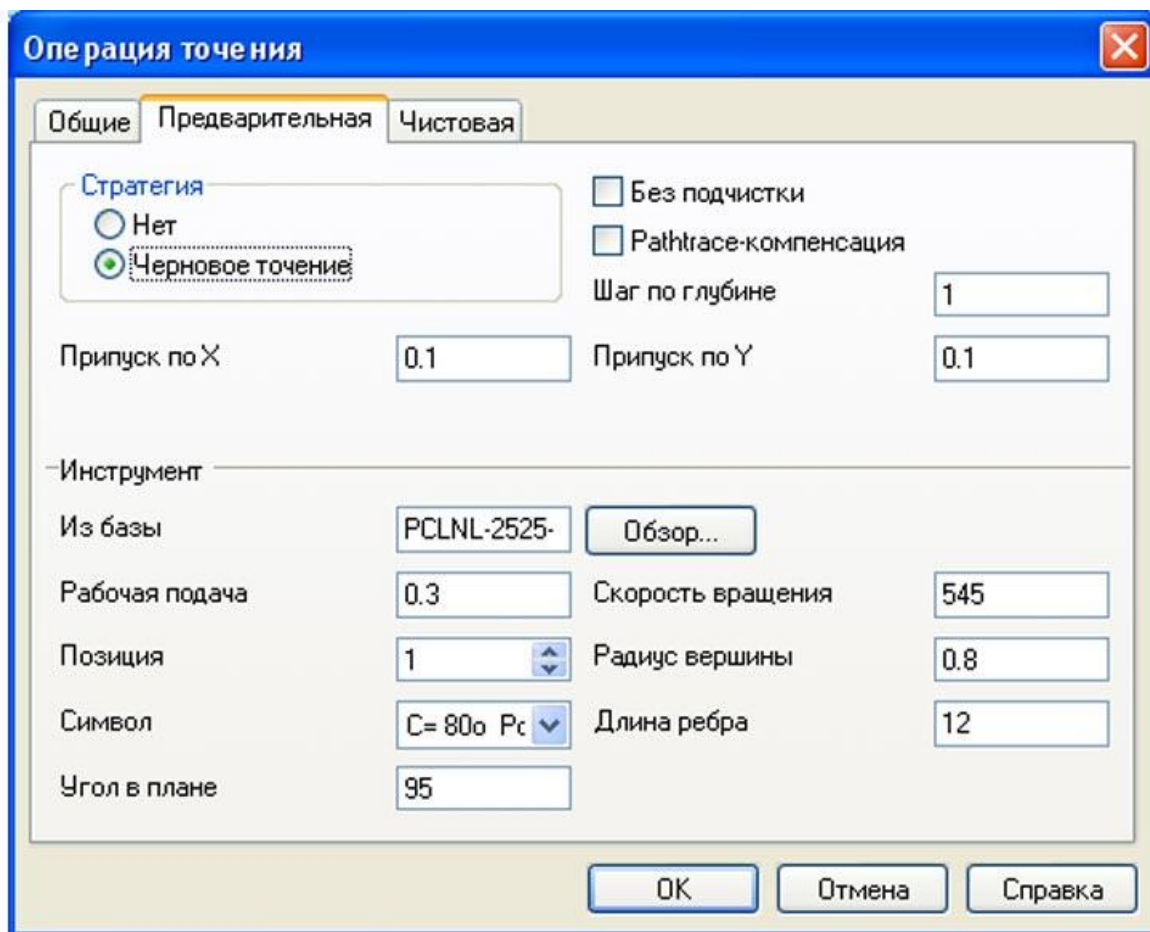 Операция точения
Общие Предварительная Чистовая
Стратегия
Нет
Черновое точение
Без подчистки
Pathtrace-компенсация
Шаг по глубине 1
Припуск по X 0.1 Припуск по Y 0.1
Инструмент
Из базы PCLNL-2525- Обзор...
Рабочая подача 0.3 Скорость вращения 545
Позиция 1 Радиус вершины 0.8
Символ C= 80o Pc Длина ребра 12
Угол в плане 95
OK Отмена Справка